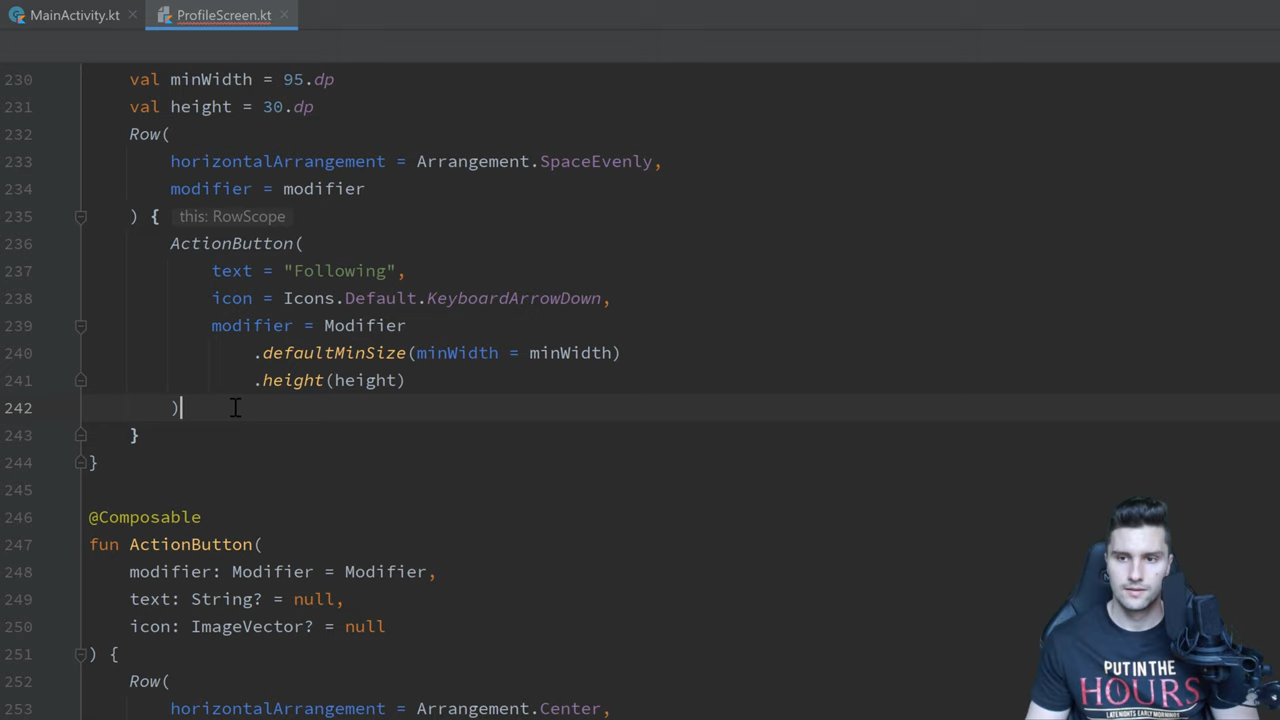 MainActivity.kt
ProfileScreen.kt
230 val minWidth = 95.dp
231 val height = 30.dp
232 Row(
233 horizontalArrangement = Arrangement.SpaceEvenly,
234 modifier = modifier
235 ) { this: RowScope
236 ActionButton(
237 text = "Following",
238 icon = Icons.Default.KeyboardArrowDown,
239 modifier = Modifier
240 .defaultMinSize(minWidth = minWidth)
241 .height(height)
242 )
243 }
244 }
245
246 @Composable
247 fun ActionButton(
248 modifier: Modifier = Modifier,
249 text: String? = null,
250 icon: ImageVector? = null
251 ) {
252 Row(
253 horizontalArrangement = Arrangement.Center,
PUT IN THE
HOURS
LATE NIGHTS EARLY MORNINGS